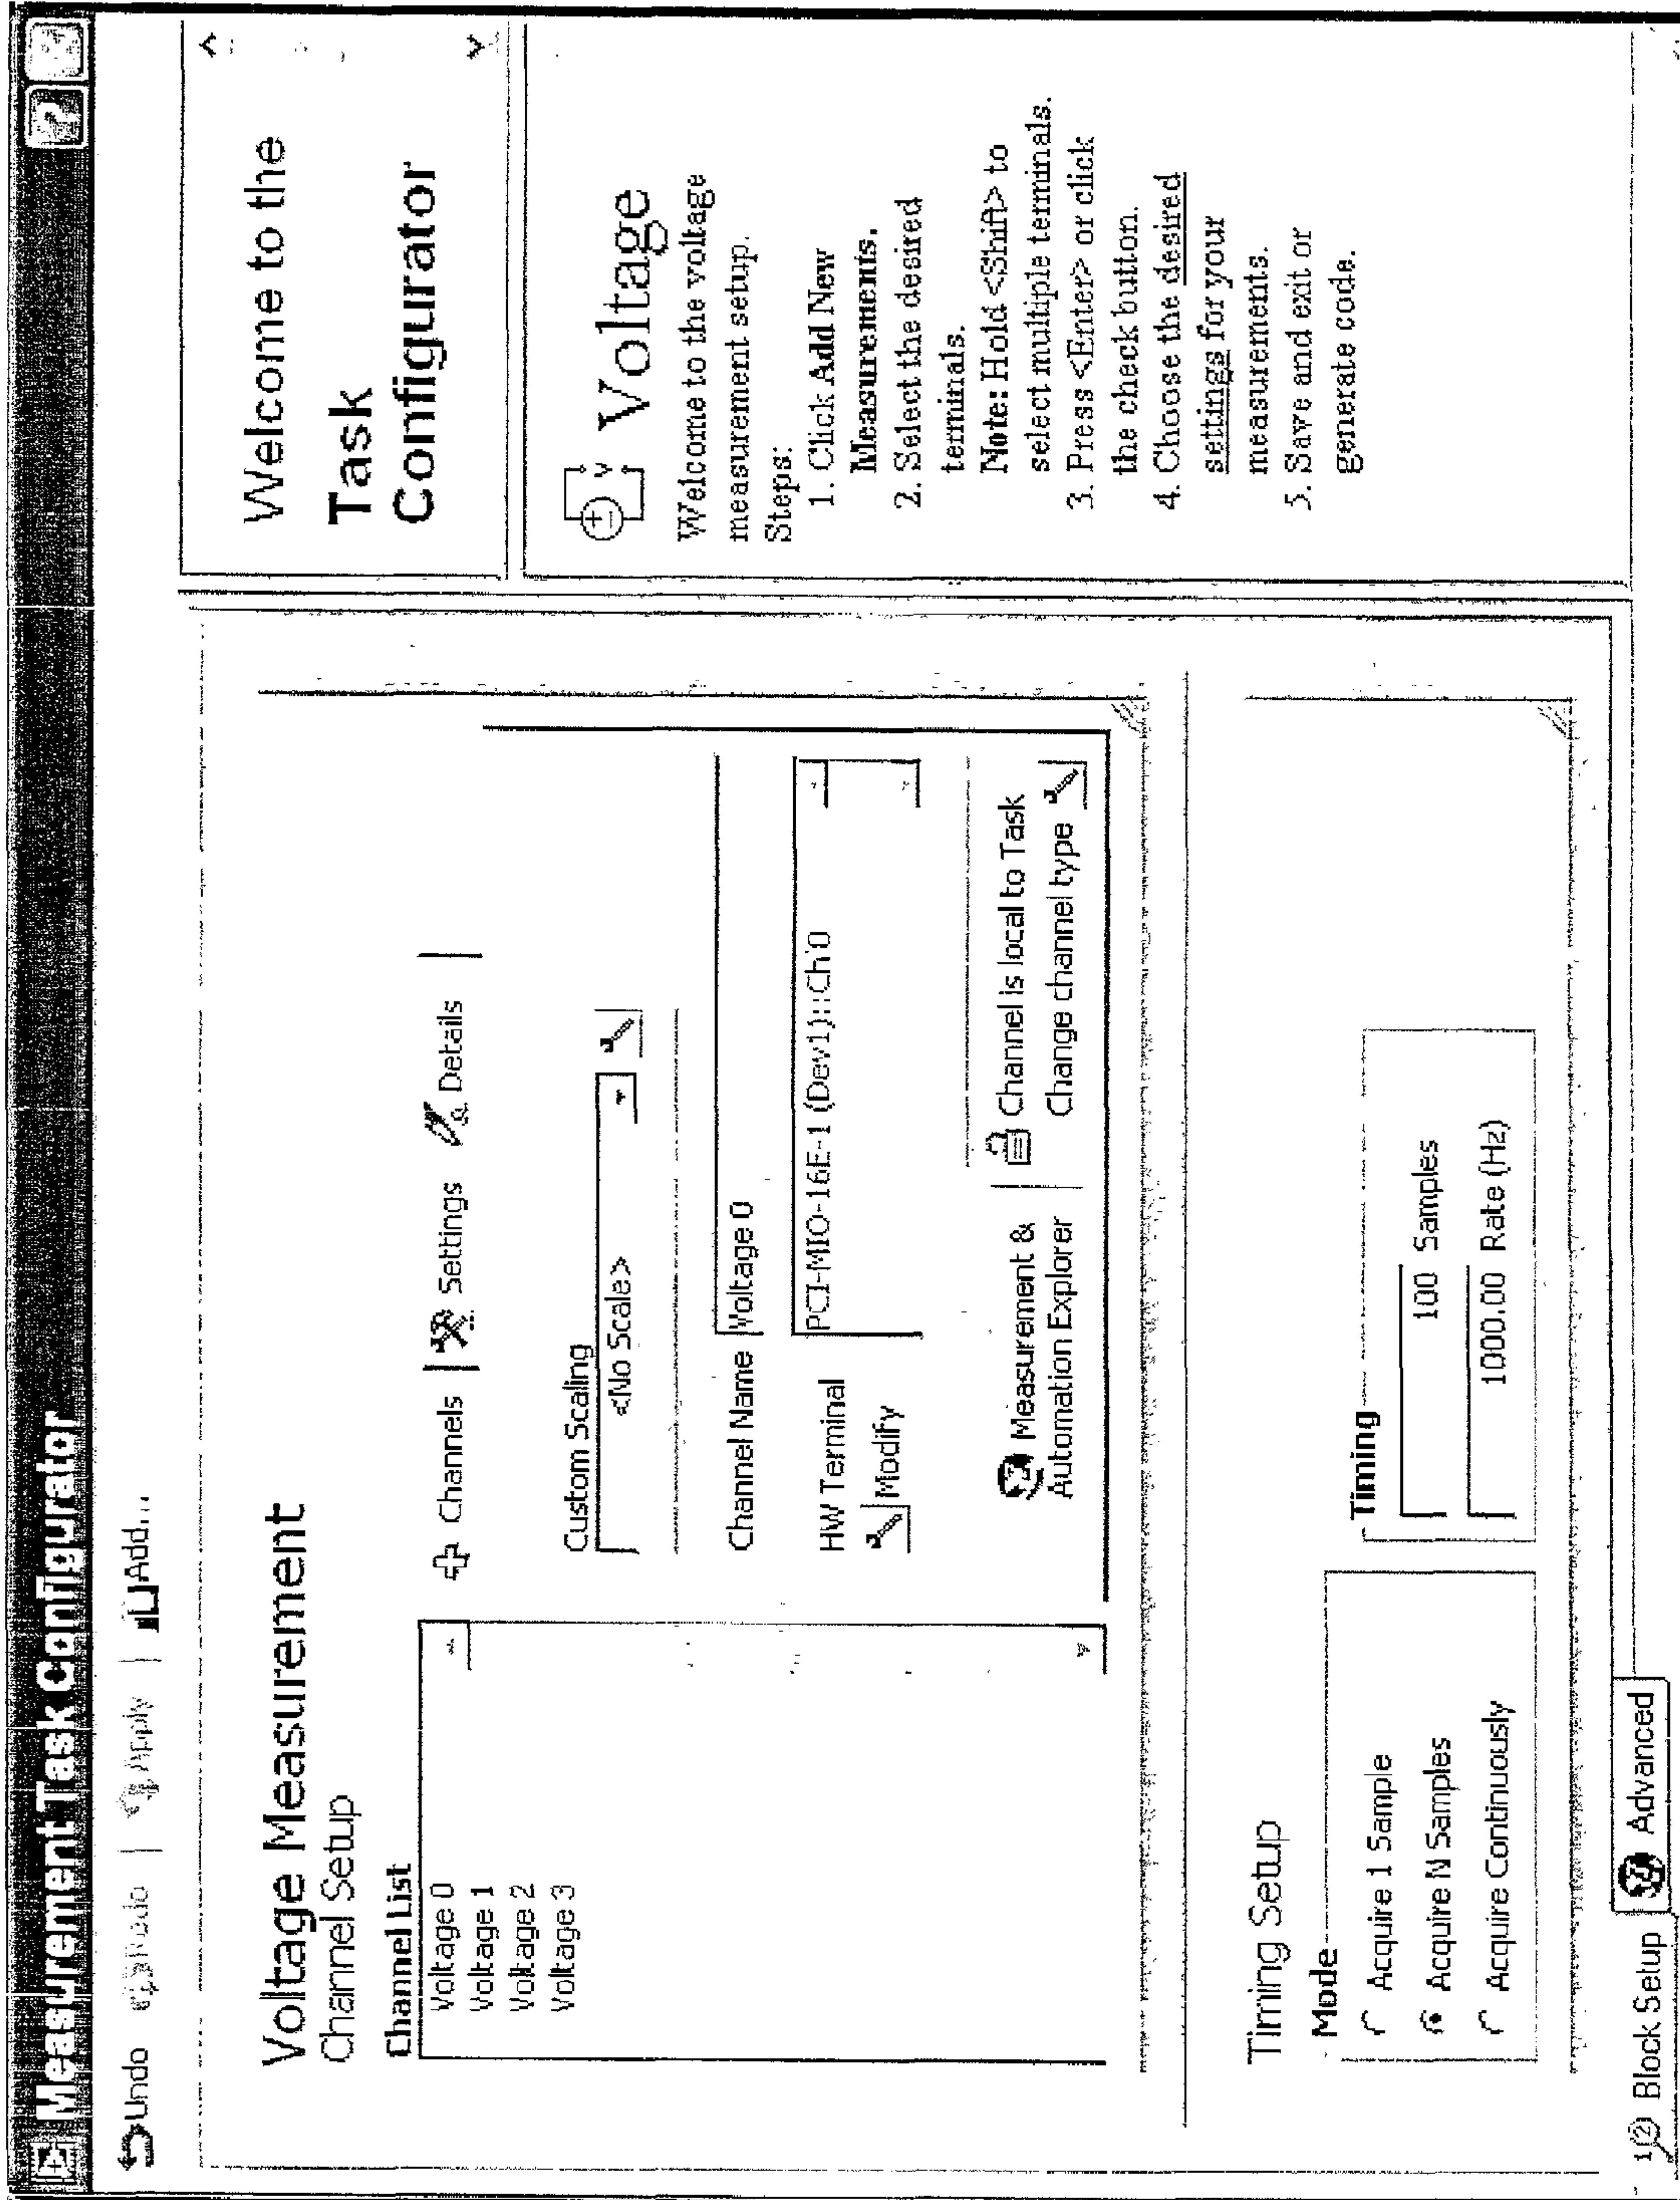 Measurement Task Configurator
Undo Redo Apply Add...
Voltage Measurement
Channel Setup
Channel List
Voltage 0
Voltage 1
Voltage 2
Voltage 3
Channels Settings Details
Custom Scaling
<No Scale>
Channel Name Voltage 0
HW Terminal PCI-MIO-16E-1 (Dev1)::Ch0
Modify
Measurement &
Automation Explorer
Channel is local to Task
Change channel type
Timing Setup
Mode
Acquire 1 Sample
Acquire N Samples
Acquire Continuously
Timing
100 Samples
1000.00 Rate (Hz)
Block Setup Advanced
Welcome to the
Task
Configurator
Voltage
Welcome to the voltage
measurement setup.
Steps:
1. Click Add New
Measurements.
2. Select the desired
terminals.
Note: Hold <Shift> to
select multiple terminals.
3. Press <Enter> or click
the check button.
4. Choose the desired
settings for your
measurements.
5. Save and exit or
generate code.